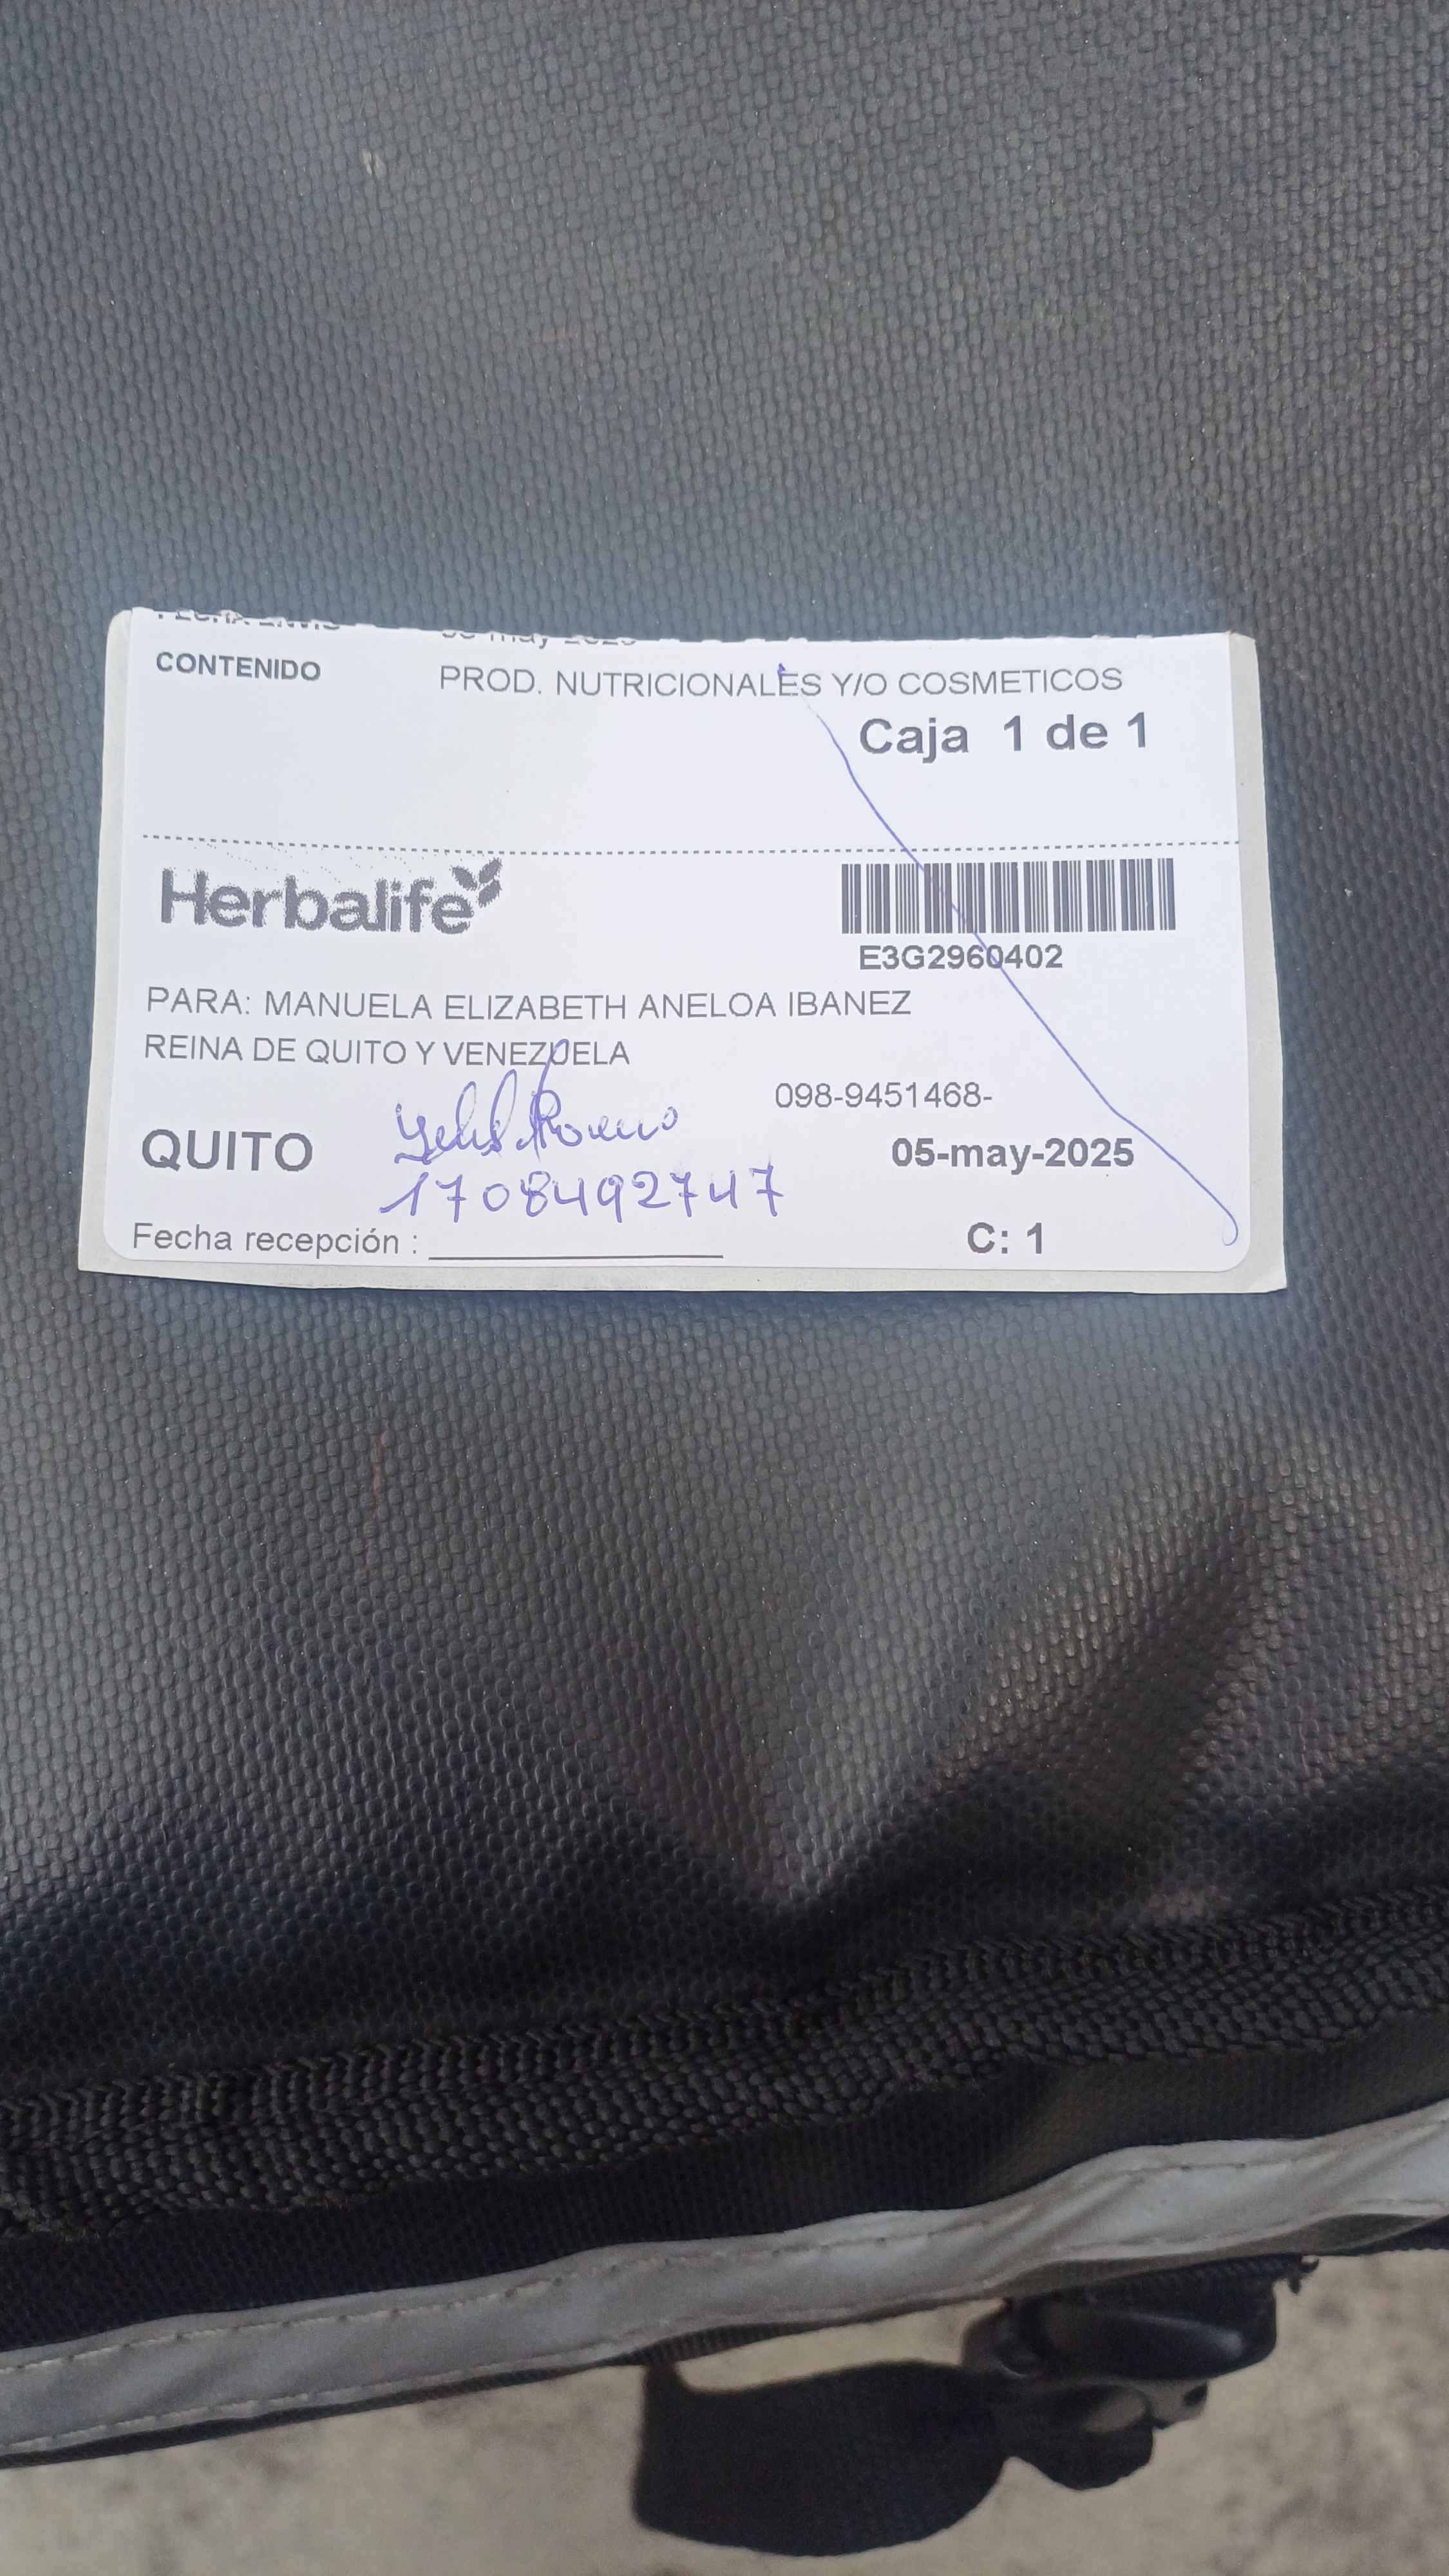 CONTENIDO PROD. NUTRICIONALES Y/O COSMETICOS
Caja 1 de 1
Herbalife
E3G2960402
PARA: MANUELA ELIZABETH ANELOA IBANEZ
REINA DE QUITO Y VENEZUELA
098-9451468-
QUITO 05-may-2025
1708492747
Fecha recepción : C: 1